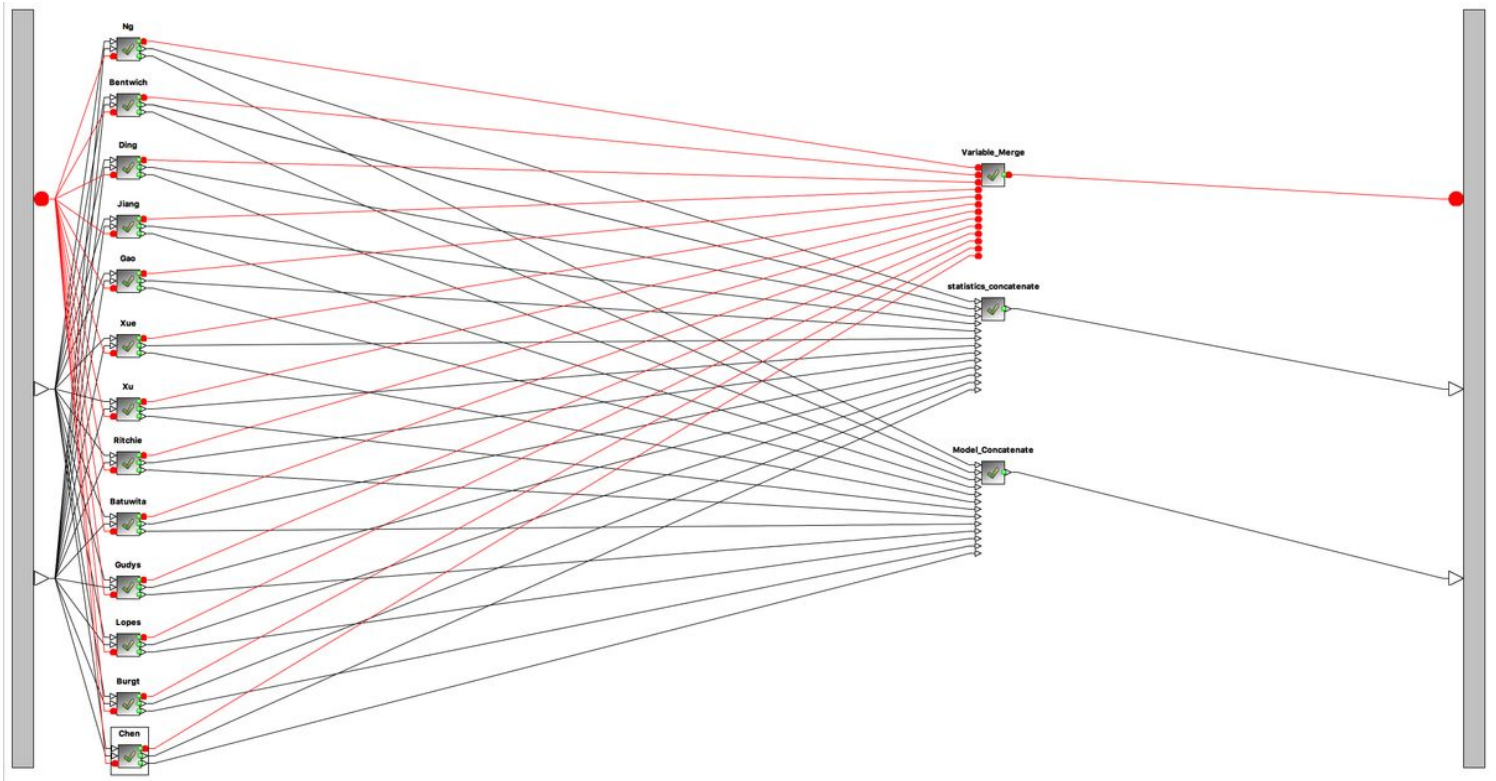 Ng
Bentwich
Ding
Jiang
Gao
Xue
Xu
Ritchie
Batuwita
Gudys
Lopes
Burgt
Chen
Variable_Merge
statistics_concatenate
Model_Concatenate